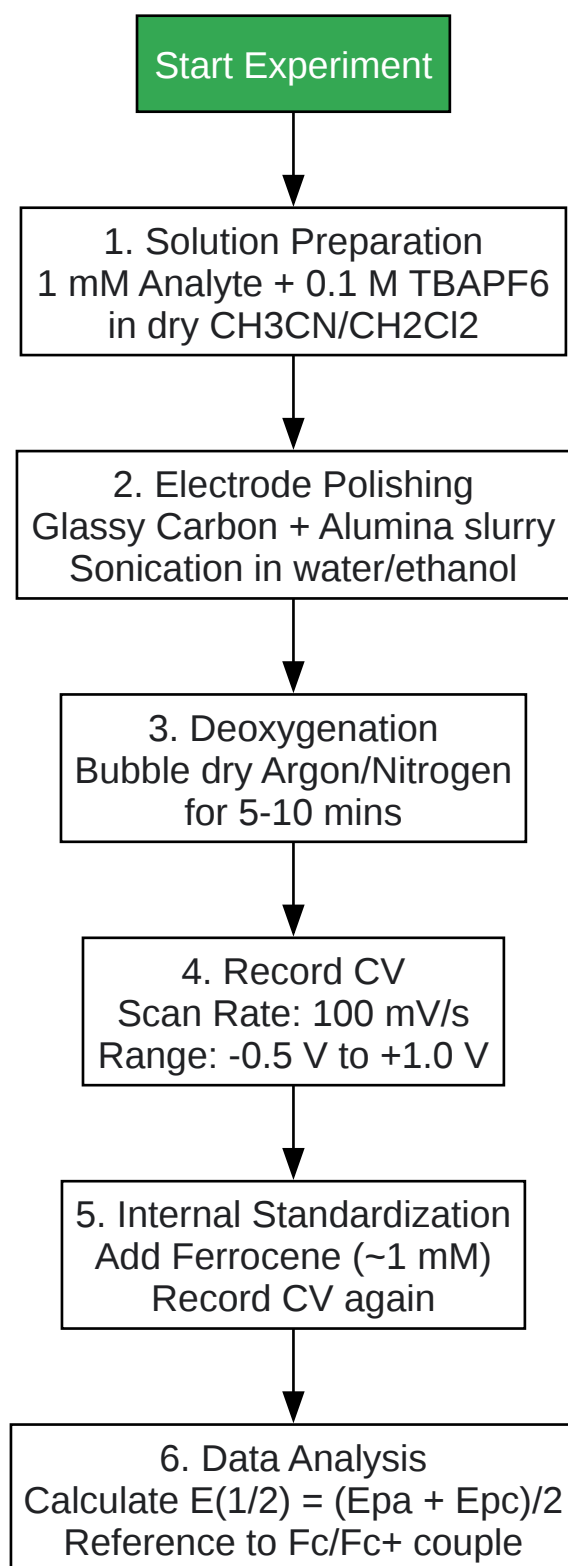 Start Experiment
1. Solution Preparation
1 mM Analyte + 0.1 M TBAPF6
in dry CH3CN/CH2Cl2
2. Electrode Polishing
Glassy Carbon + Alumina slurry
Sonication in water/ethanol
3. Deoxygenation
Bubble dry Argon/Nitrogen
for 5-10 mins
4. Record CV
Scan Rate: 100 mV/s
Range: -0.5 V to +1.0 V
5. Internal Standardization
Add Ferrocene (~1 mM)
Record CV again
6. Data Analysis
Calculate E(1/2) = (Epa + Epc)/2
Reference to Fc/Fc+ couple